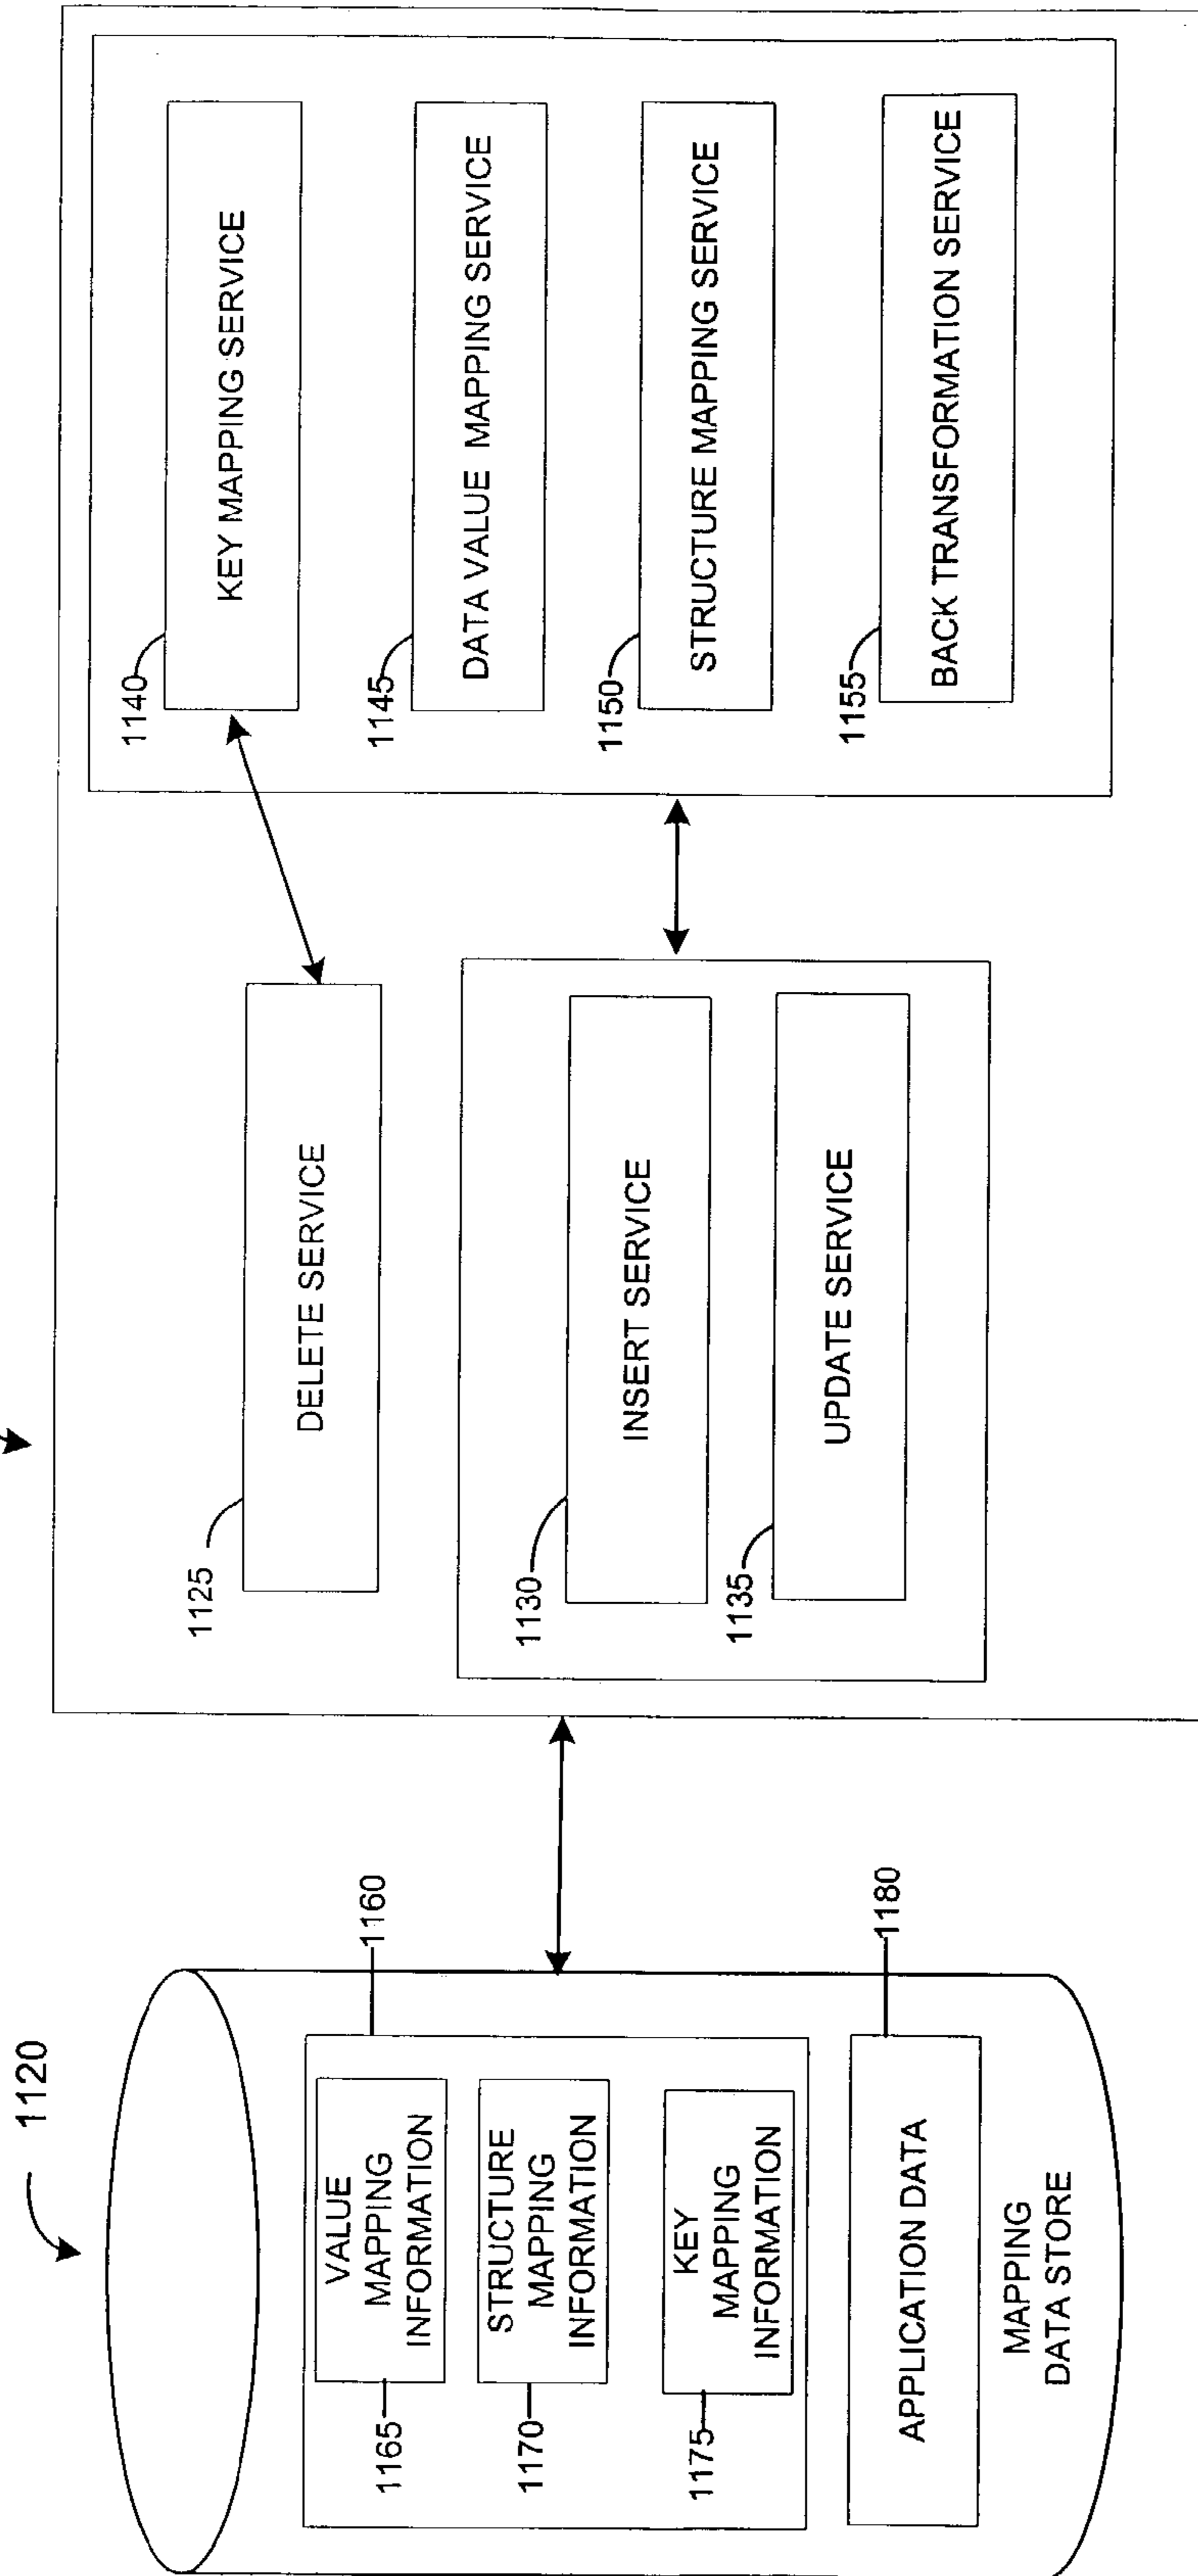 1120
1160
VALUE
MAPPING
INFORMATION
1165
STRUCTURE
MAPPING
INFORMATION
1170
KEY
MAPPING
INFORMATION
1175
1180
APPLICATION DATA
MAPPING
DATA STORE
1125
DELETE SERVICE
1130
INSERT SERVICE
1135
UPDATE SERVICE
1140
KEY MAPPING SERVICE
1145
DATA VALUE MAPPING SERVICE
1150
STRUCTURE MAPPING SERVICE
1155
BACK TRANSFORMATION SERVICE